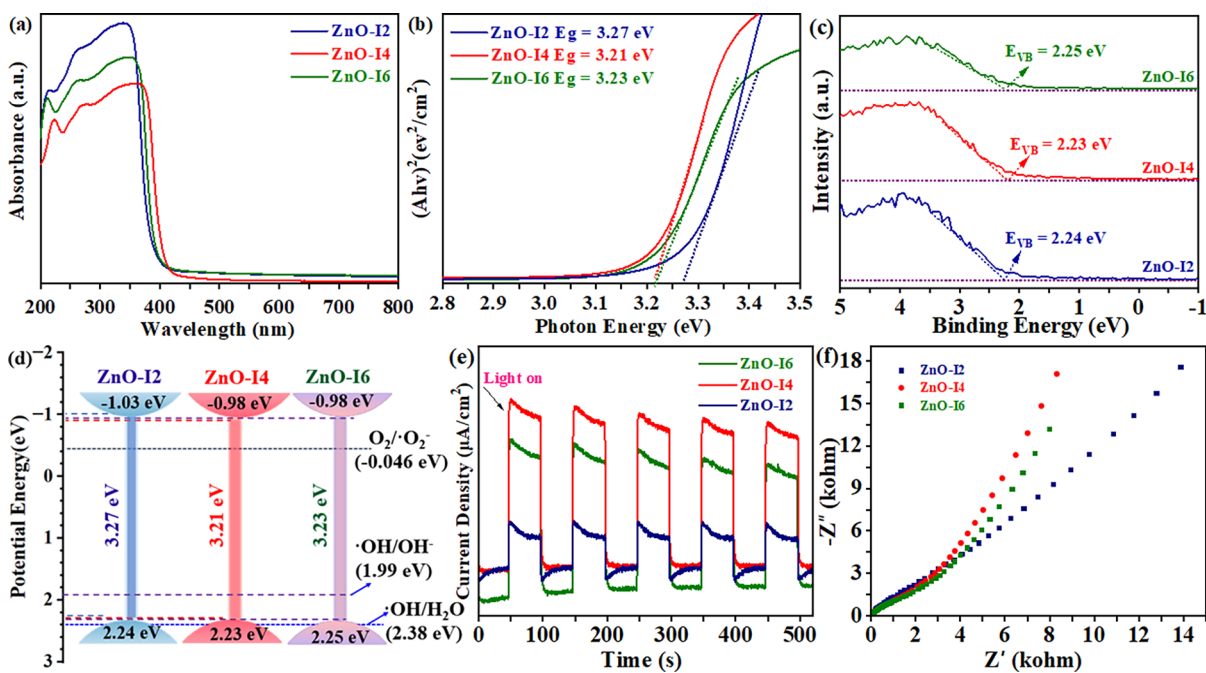 (a)
ZnO-I2
ZnO-I4
ZnO-I6
Absorbance (a.u.)
200 300 400 500 600 700 800
Wavelength (nm)
(b)
ZnO-I2 Eg = 3.27 eV
ZnO-I4 Eg = 3.21 eV
ZnO-I6 Eg = 3.23 eV
(Ahv)²(ev²/cm²)
2.8 2.9 3.0 3.1 3.2 3.3 3.4 3.5
Photon Energy (eV)
(c)
E_VB = 2.25 eV
ZnO-I6
E_VB = 2.23 eV
ZnO-I4
E_VB = 2.24 eV
ZnO-I2
Intensity (a.u.)
5 4 3 2 1 0 -1
Binding Energy (eV)
(d)
Potential Energy(eV)
−2
−1
0
1
2
3
ZnO-I2 ZnO-I4 ZnO-I6
-1.03 eV -0.98 eV -0.98 eV
O₂/·O₂⁻
(-0.046 eV)
3.27 eV 3.21 eV 3.23 eV
·OH/OH⁻
(1.99 eV)
·OH/H₂O
(2.38 eV)
2.24 eV 2.23 eV 2.25 eV
(e)
Light on
ZnO-I6
ZnO-I4
ZnO-I2
Current Density (μA/cm²)
0 100 200 300 400 500
Time (s)
(f)
ZnO-I2
ZnO-I4
ZnO-I6
-Z″ (kohm)
18
15
12
9
6
3
0
0 2 4 6 8 10 12 14
Z′ (kohm)